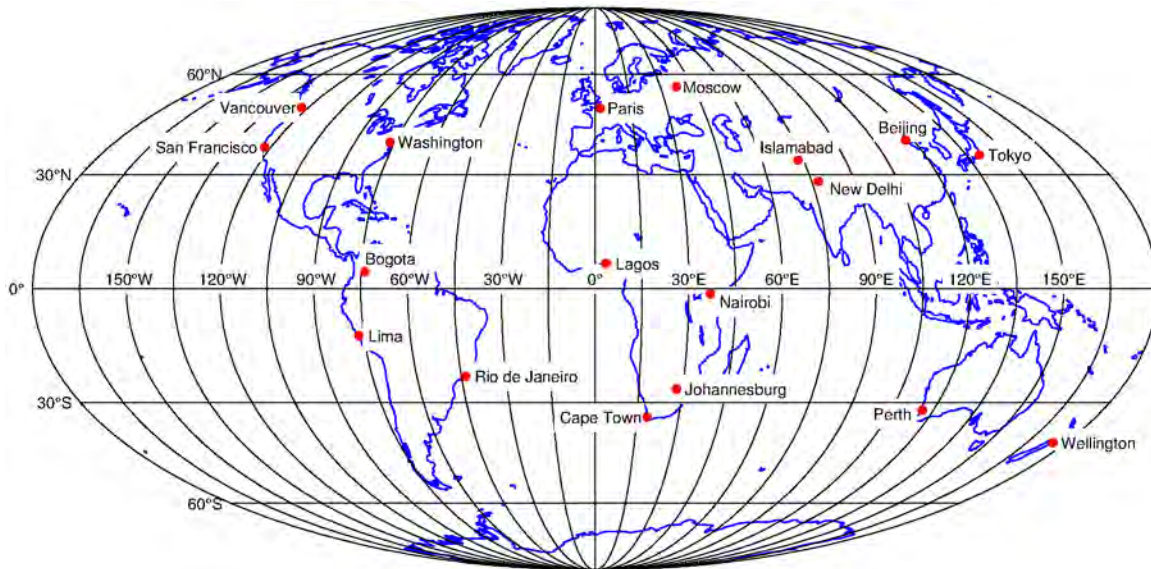 60°N
Moscow
Vancouver
Paris
Beijing
San Francisco
Washington
Islamabad
Tokyo
30°N
New Delhi
Bogota
Lagos
150°W
120°W
90°W
60°W
30°W
0°
30°E
60°E
90°E
120°E
150°E
0°
Nairobi
Lima
Rio de Janeiro
Johannesburg
30°S
Cape Town
Perth
Wellington
60°S